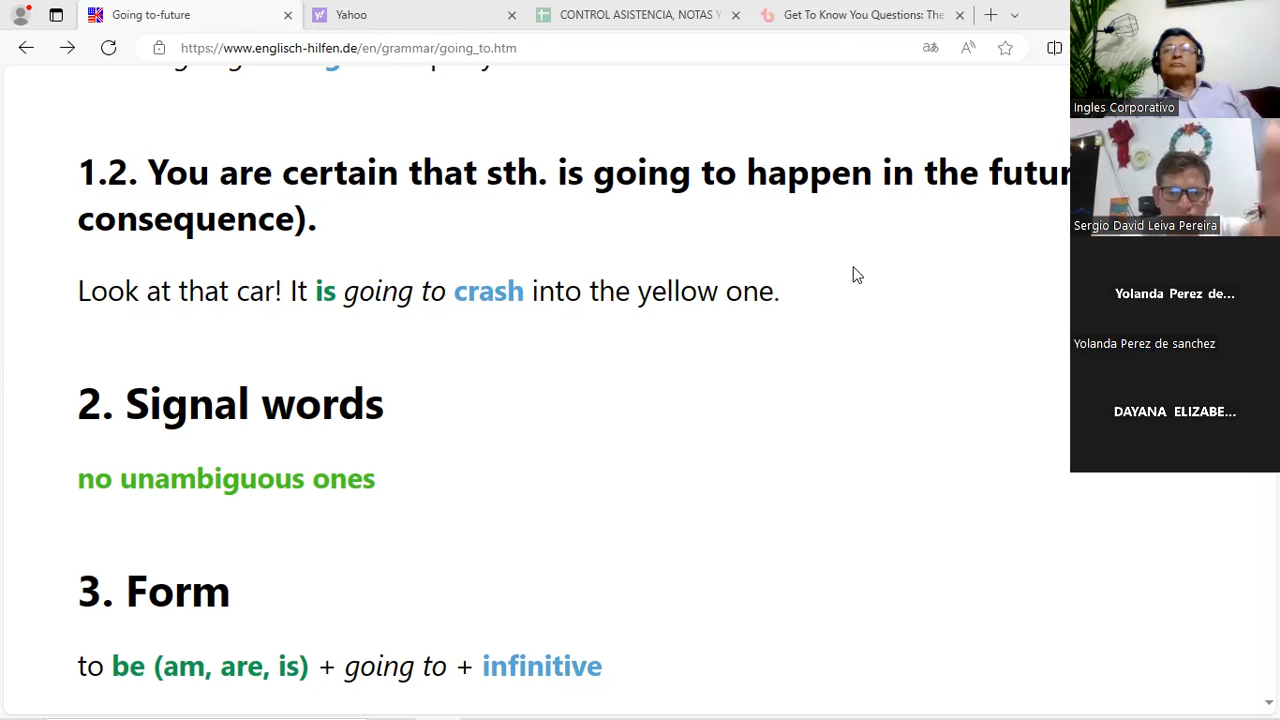 Going to-future
Yahoo
CONTROL ASISTENCIA, NOTAS Y
Get To Know You Questions: The
https://www.englisch-hilfen.de/en/grammar/going_to.htm
1.2. You are certain that sth. is going to happen in the futur
consequence).
Look at that car! It is going to crash into the yellow one.
2. Signal words
no unambiguous ones
3. Form
to be (am, are, is) + going to + infinitive
Ingles Corporativo
Sergio David Leiva Pereira
Yolanda Perez de...
Yolanda Perez de sanchez
DAYANA ELIZABE...